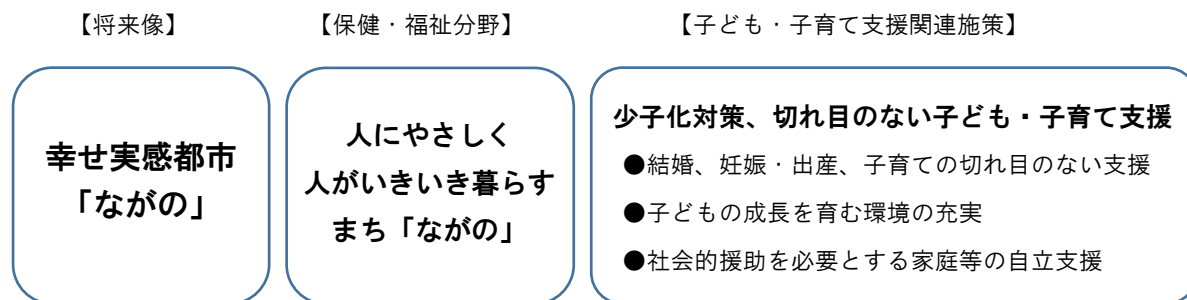 【将来像】
【保健・福祉分野】
【子ども・子育て支援関連施策】
幸せ実感都市
「ながの」
人にやさしく
人がいきいき暮らす
まち「ながの」
少子化対策、切れ目のない子ども・子育て支援
●結婚、妊娠・出産、子育ての切れ目のない支援
●子どもの成長を育む環境の充実
●社会的援助を必要とする家庭等の自立支援